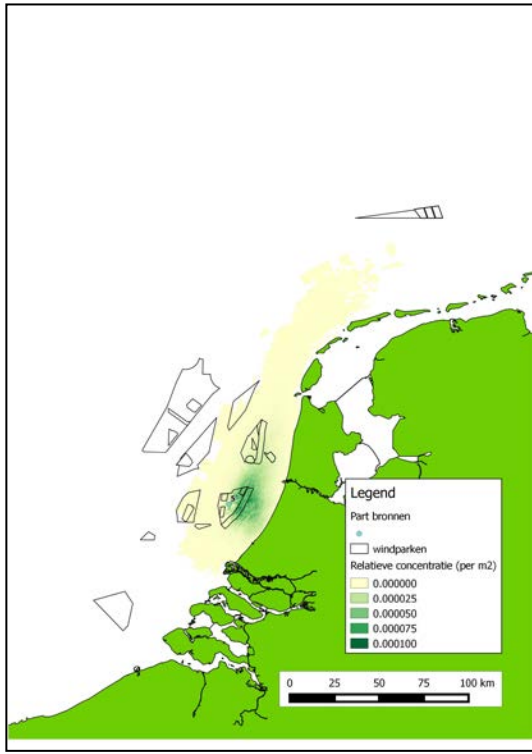 Legend
Part bronnen
windparken
Relatieve concentratie (per m2)
0.000000
0.000025
0.000050
0.000075
0.000100
0 25 50 75 100 km